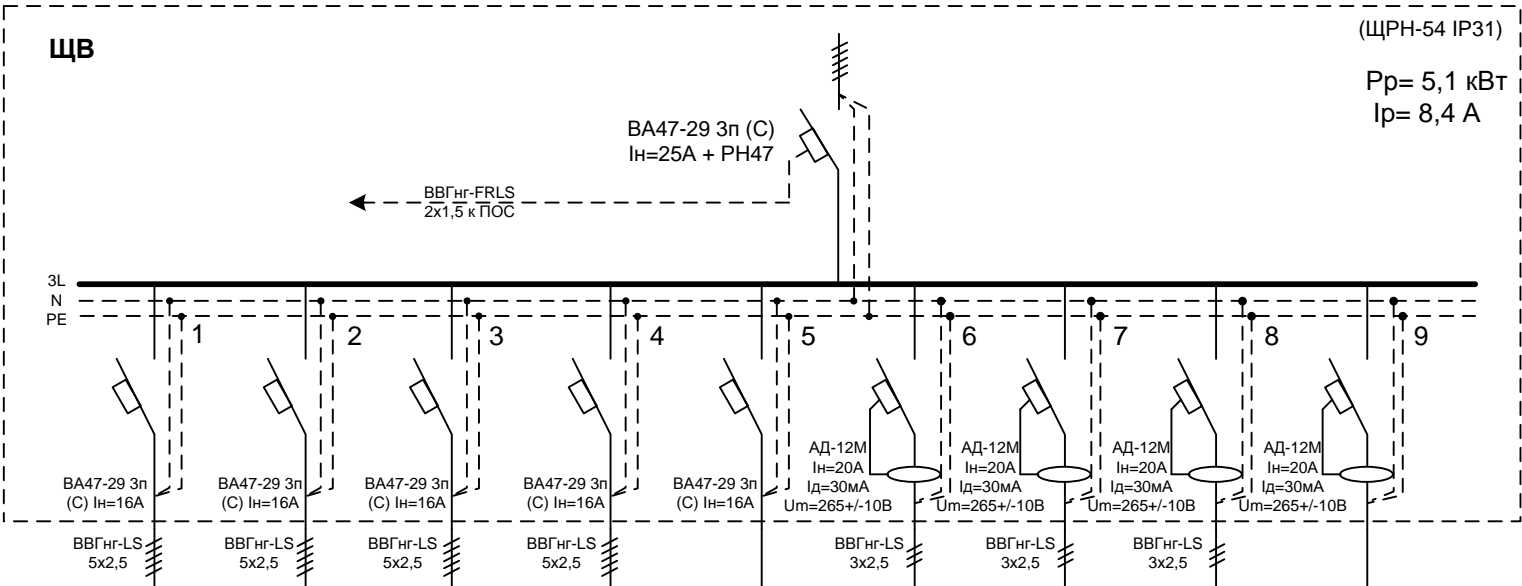 ЩВ
(ЩРН-54 IP31)
Рр= 5,1 кВт
Iр= 8,4 А
ВА47-29 3п (С)
Iн=25А + РН47
ВВГнг-FRLS
2х1,5 к ПОС
3L
N
PE
1
2
3
4
5
6
7
8
9
ВА47-29 3п
(С) Iн=16А
ВА47-29 3п
(С) Iн=16А
ВА47-29 3п
(С) Iн=16А
ВА47-29 3п
(С) Iн=16А
ВА47-29 3п
(С) Iн=16А
АД-12М
Iн=20А
Iд=30мА
Um=265+/-10В
АД-12М
Iн=20А
Iд=30мА
Um=265+/-10В
АД-12М
Iн=20А
Iд=30мА
Um=265+/-10В
АД-12М
Iн=20А
Iд=30мА
Um=265+/-10В
ВВГнг-LS
5х2,5
ВВГнг-LS
5х2,5
ВВГнг-LS
5х2,5
ВВГнг-LS
5х2,5
ВВГнг-LS
3х2,5
ВВГнг-LS
3х2,5
ВВГнг-LS
3х2,5